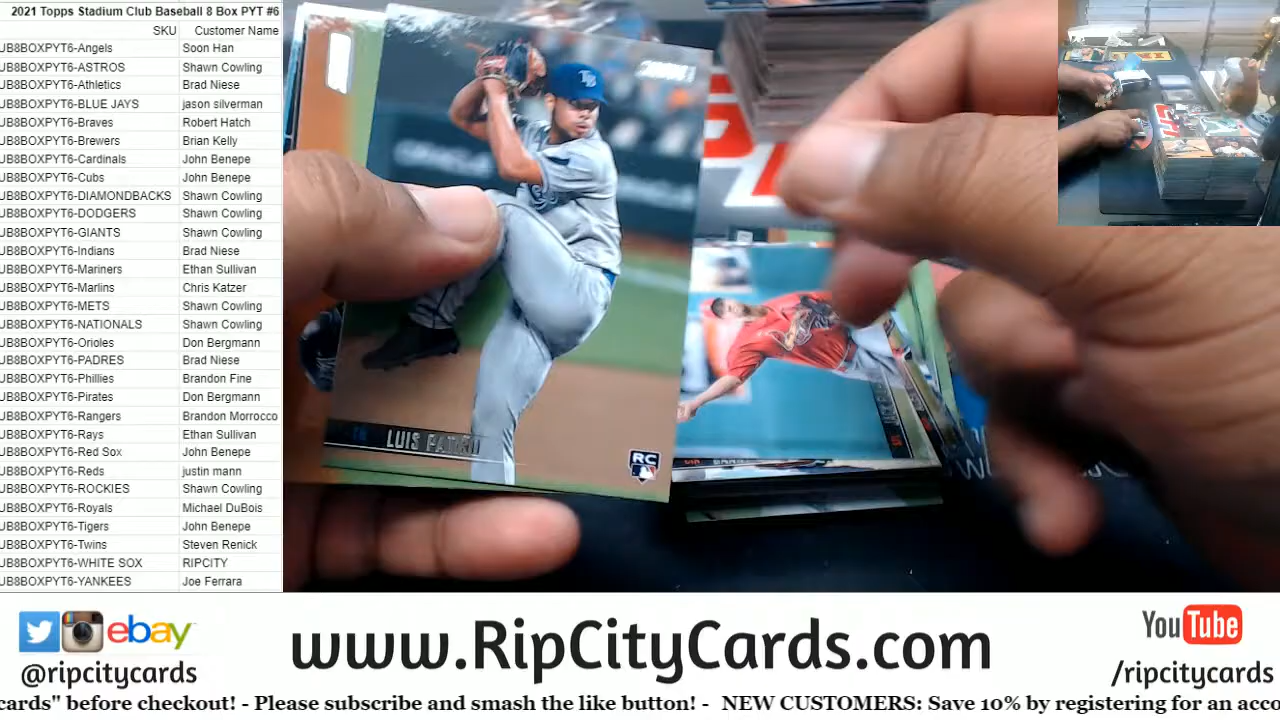 2021 Topps Stadium Club Baseball 8 Box PYT #6
SKU Customer Name
UB8BOXPYT6-Angels Soon Han
UB8BOXPYT6-ASTROS Shawn Cowling
UB8BOXPYT6-Athletics Brad Niese
UB8BOXPYT6-BLUE JAYS jason silverman
UB8BOXPYT6-Braves Robert Hatch
UB8BOXPYT6-Brewers Brian Kelly
UB8BOXPYT6-Cardinals John Benepe
UB8BOXPYT6-Cubs John Benepe
UB8BOXPYT6-DIAMONDBACKS Shawn Cowling
UB8BOXPYT6-DODGERS Shawn Cowling
UB8BOXPYT6-GIANTS Shawn Cowling
UB8BOXPYT6-Indians Brad Niese
UB8BOXPYT6-Mariners Ethan Sullivan
UB8BOXPYT6-Marlins Chris Katzer
UB8BOXPYT6-METS Shawn Cowling
UB8BOXPYT6-NATIONALS Shawn Cowling
UB8BOXPYT6-Orioles Don Bergmann
UB8BOXPYT6-PADRES Brad Niese
UB8BOXPYT6-Phillies Brandon Fine
UB8BOXPYT6-Pirates Don Bergmann
UB8BOXPYT6-Rangers Brandon Morrocco
UB8BOXPYT6-Rays Ethan Sullivan
UB8BOXPYT6-Red Sox John Benepe
UB8BOXPYT6-Reds justin mann
UB8BOXPYT6-ROCKIES Shawn Cowling
UB8BOXPYT6-Royals Michael DuBois
UB8BOXPYT6-Tigers John Benepe
UB8BOXPYT6-Twins Steven Renick
UB8BOXPYT6-WHITE SOX RIPCITY
UB8BOXPYT6-YANKEES Joe Ferrara
TB
LUIS PATIÑO
RC
ebay
@ripcitycards
www.RipCityCards.com
YouTube
/ripcitycards
cards" before checkout! - Please subscribe and smash the like button! - NEW CUSTOMERS: Save 10% by registering for an acco